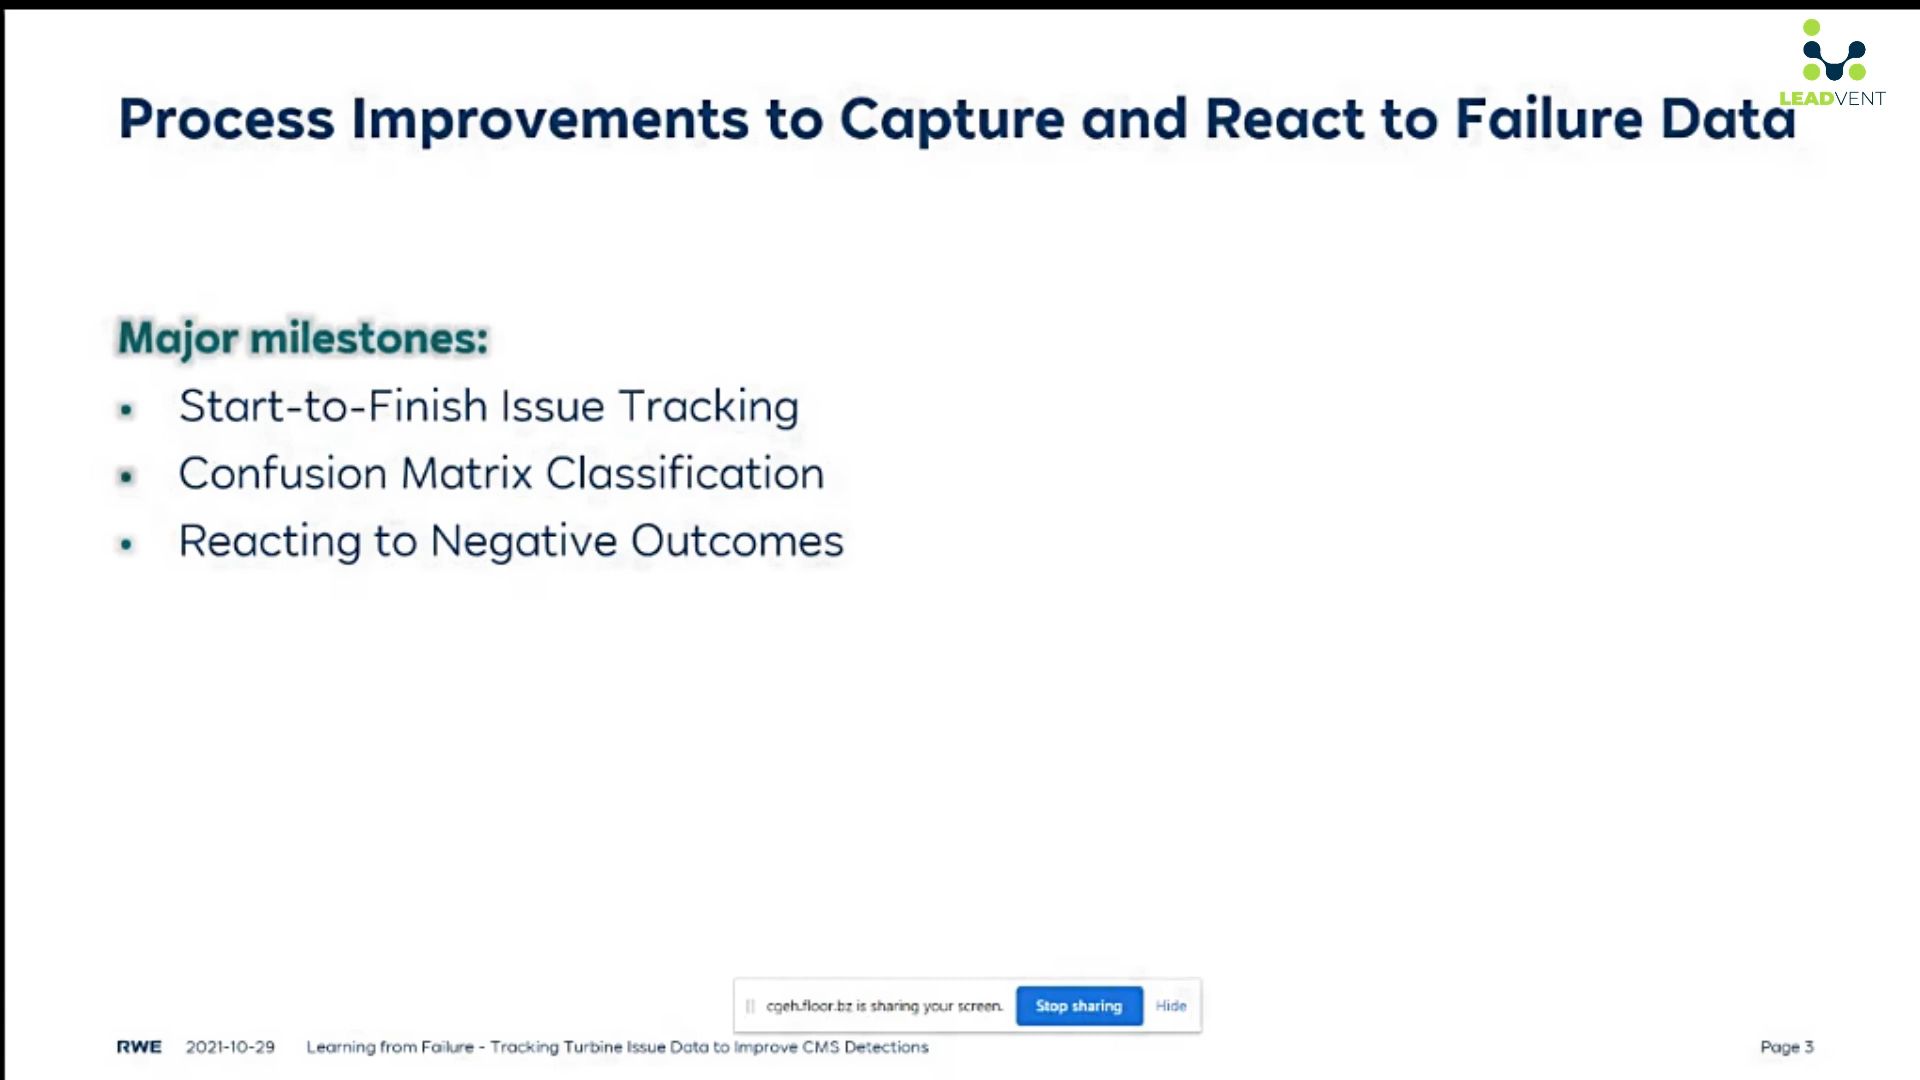 LEADVENT
Process Improvements to Capture and React to Failure Data
Major milestones:
• Start-to-Finish Issue Tracking
• Confusion Matrix Classification
• Reacting to Negative Outcomes
cgeh.floor.bz is sharing your screen. Stop sharing Hide
RWE 2021-10-29 Learning from Failure - Tracking Turbine Issue Data to Improve CMS Detections Page 3